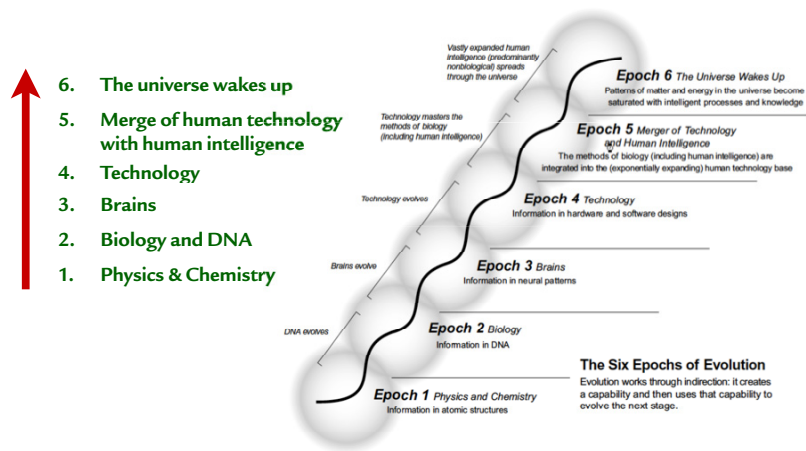 6. The universe wakes up
5. Merge of human technology
with human intelligence
4. Technology
3. Brains
2. Biology and DNA
1. Physics & Chemistry
Vastly expanded human
intelligence (predominantly
nonbiological) spreads
through the universe
Technology masters the
methods of biology
(including human intelligence)
Technology evolves
Brains evolve
DNA evolves
Epoch 6 The Universe Wakes Up
Patterns of matter and energy in the universe become
saturated with intelligent processes and knowledge
Epoch 5 Merger of Technology
and Human Intelligence
The methods of biology (including human intelligence) are
integrated into the (exponentially expanding) human technology base
Epoch 4 Technology
Information in hardware and software designs
Epoch 3 Brains
Information in neural patterns
Epoch 2 Biology
Information in DNA
Epoch 1 Physics and Chemistry
Information in atomic structures
The Six Epochs of Evolution
Evolution works through indirection: it creates
a capability and then uses that capability to
evolve the next stage.